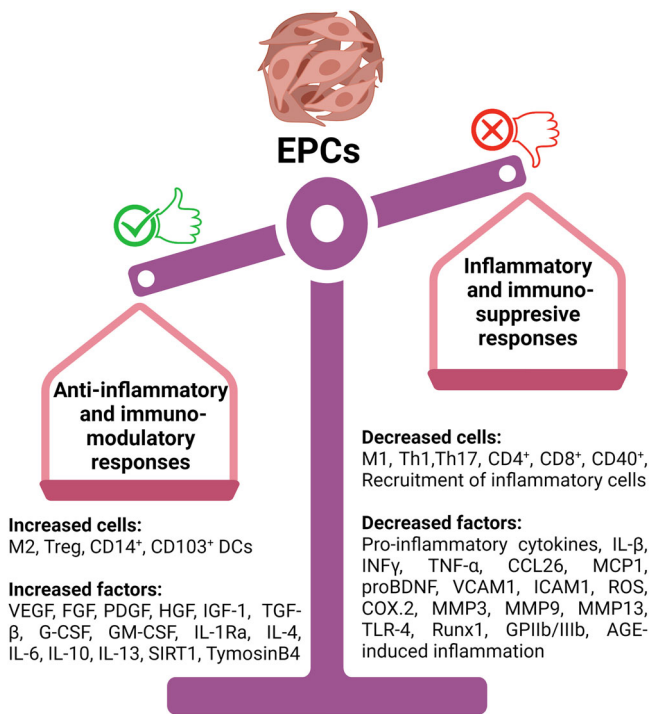 EPCs
Anti-inflammatory
and immuno-
modulatory
responses
Increased cells:
M2, Treg, CD14⁺, CD103⁺ DCs
Increased factors:
VEGF, FGF, PDGF, HGF, IGF-1, TGF-
β, G-CSF, GM-CSF, IL-1Ra, IL-4,
IL-6, IL-10, IL-13, SIRT1, TymosinB4
Inflammatory
and immuno-
suppresive
responses
Decreased cells:
M1, Th1,Th17, CD4⁺, CD8⁺, CD40⁺,
Recruitment of inflammatory cells
Decreased factors:
Pro-inflammatory cytokines, IL-β,
INFγ, TNF-α, CCL26, MCP1,
proBDNF, VCAM1, ICAM1, ROS,
COX.2, MMP3, MMP9, MMP13,
TLR-4, Runx1, GPIIb/IIIb, AGE-
induced inflammation